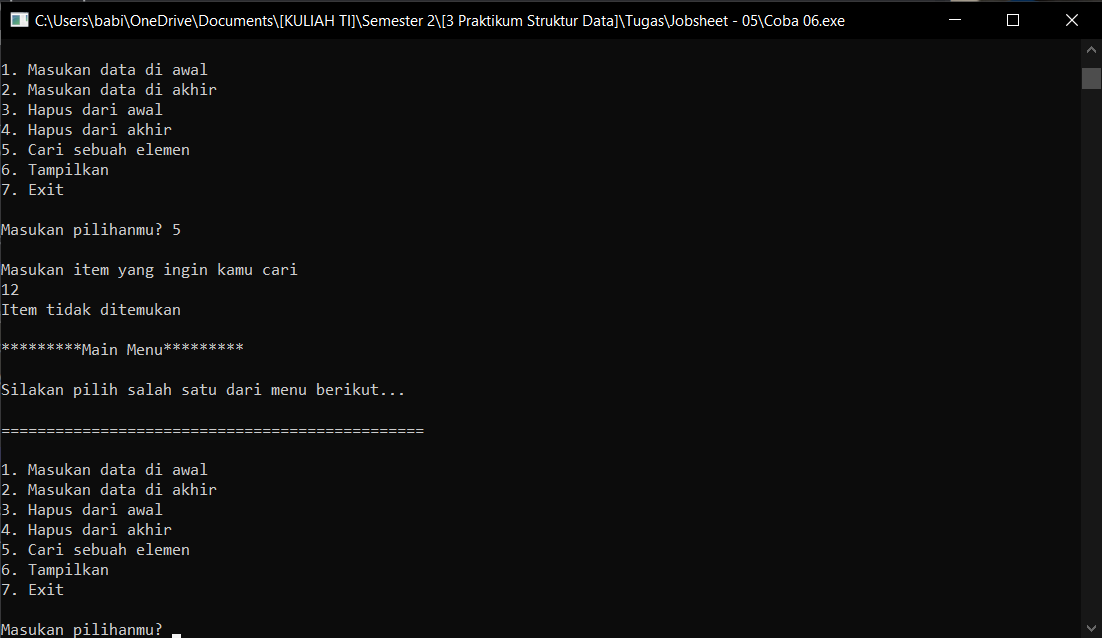 C:\Users\babi\OneDrive\Documents\[KULIAH TI]\Semester 2\[3 Praktikum Struktur Data]\Tugas\Jobsheet - 05\Coba 06.exe
1. Masukan data di awal
2. Masukan data di akhir
3. Hapus dari awal
4. Hapus dari akhir
5. Cari sebuah elemen
6. Tampilkan
7. Exit
Masukan pilihanmu? 5
Masukan item yang ingin kamu cari
12
Item tidak ditemukan
*********Main Menu*********
Silakan pilih salah satu dari menu berikut...
===============================================
1. Masukan data di awal
2. Masukan data di akhir
3. Hapus dari awal
4. Hapus dari akhir
5. Cari sebuah elemen
6. Tampilkan
7. Exit
Masukan pilihanmu?